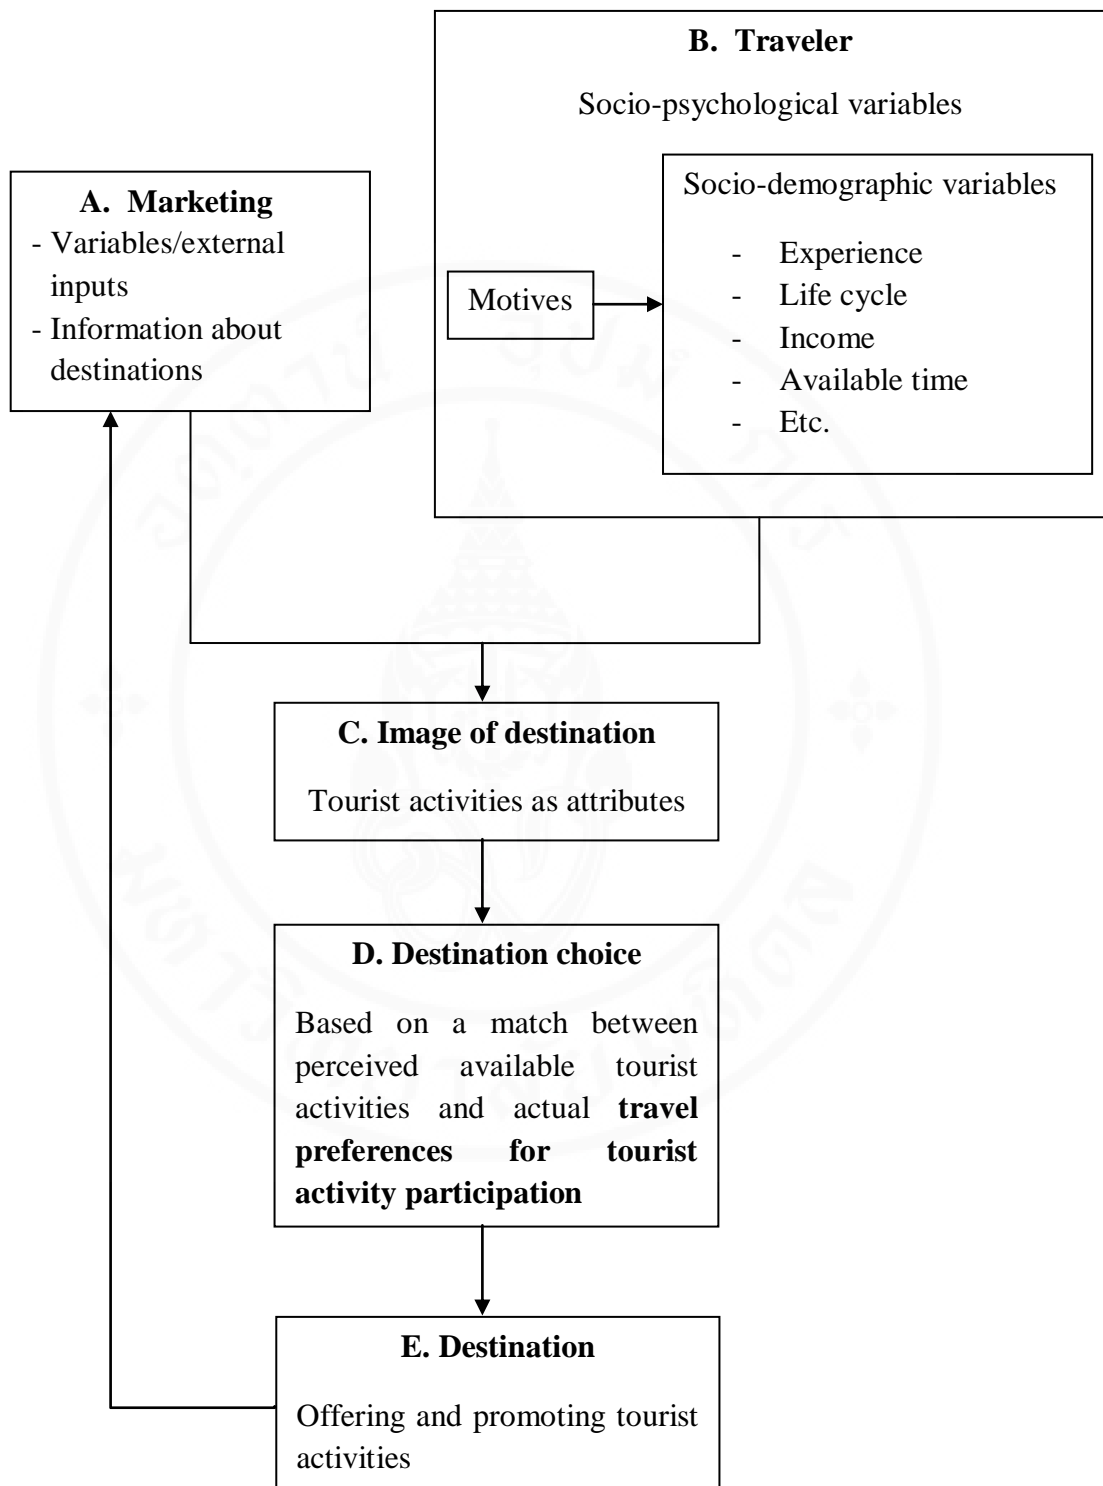 B. Traveler
Socio-psychological variables
Socio-demographic variables
- Experience
- Life cycle
- Income
- Available time
- Etc.
Motives
A. Marketing
- Variables/external
inputs
- Information about
destinations
C. Image of destination
Tourist activities as attributes
D. Destination choice
Based on a match between
perceived available tourist
activities and actual travel
preferences for tourist
activity participation
E. Destination
Offering and promoting tourist
activities